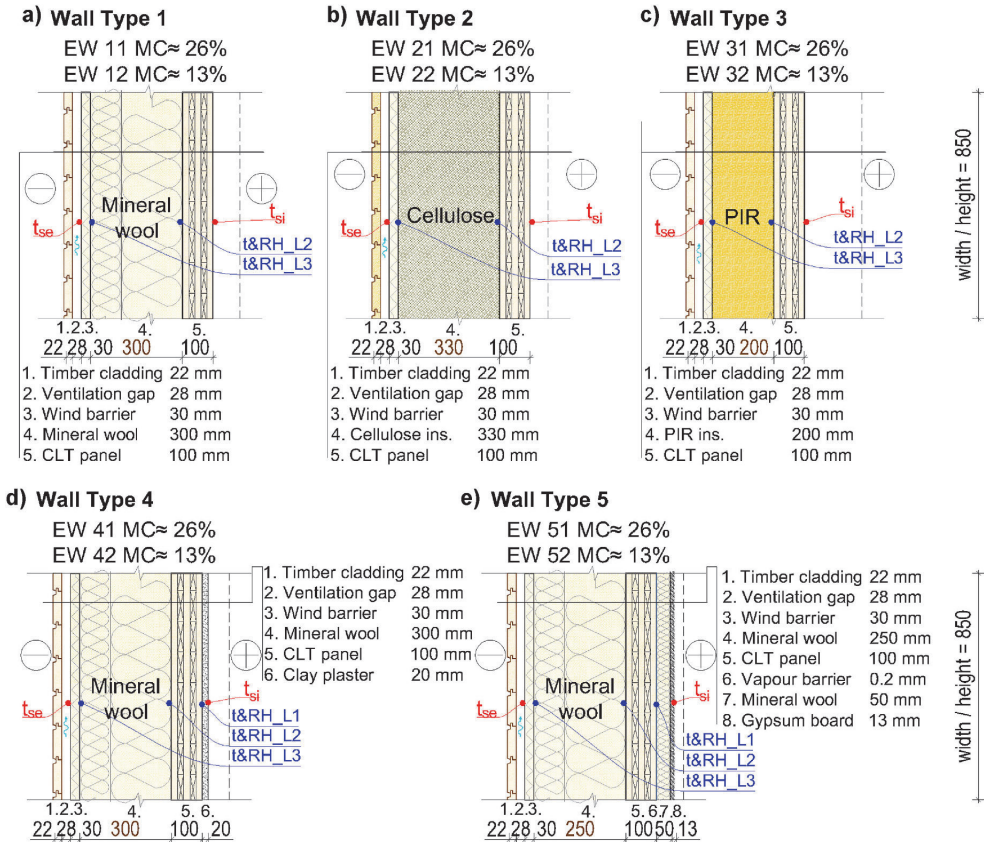 a) Wall Type 1
EW 11 MC≈ 26%
EW 12 MC≈ 13%
Mineral
wool
tse
tsi
t&RH_L2
t&RH_L3
1.2.3. 4. 5.
22 28 30 300 100
1. Timber cladding 22 mm
2. Ventilation gap 28 mm
3. Wind barrier 30 mm
4. Mineral wool 300 mm
5. CLT panel 100 mm
b) Wall Type 2
EW 21 MC≈ 26%
EW 22 MC≈ 13%
Cellulose
tse
tsi
t&RH_L2
t&RH_L3
1.2.3. 4. 5.
22 28 30 330 100
1. Timber cladding 22 mm
2. Ventilation gap 28 mm
3. Wind barrier 30 mm
4. Cellulose ins. 330 mm
5. CLT panel 100 mm
c) Wall Type 3
EW 31 MC≈ 26%
EW 32 MC≈ 13%
PIR
tse
tsi
t&RH_L2
t&RH_L3
1.2.3. 4. 5.
22 28 30 200 100
1. Timber cladding 22 mm
2. Ventilation gap 28 mm
3. Wind barrier 30 mm
4. PIR ins. 200 mm
5. CLT panel 100 mm
width / height = 850
d) Wall Type 4
EW 41 MC≈ 26%
EW 42 MC≈ 13%
1. Timber cladding 22 mm
2. Ventilation gap 28 mm
3. Wind barrier 30 mm
4. Mineral wool 300 mm
5. CLT panel 100 mm
6. Clay plaster 20 mm
Mineral
wool
tse
tsi
t&RH_L1
t&RH_L2
t&RH_L3
1.2.3. 4. 5. 6.
22 28 30 300 100 20
e) Wall Type 5
EW 51 MC≈ 26%
EW 52 MC≈ 13%
1. Timber cladding 22 mm
2. Ventilation gap 28 mm
3. Wind barrier 30 mm
4. Mineral wool 250 mm
5. CLT panel 100 mm
6. Vapour barrier 0.2 mm
7. Mineral wool 50 mm
8. Gypsum board 13 mm
Mineral
wool
tse
tsi
t&RH_L1
t&RH_L2
t&RH_L3
1.2.3. 4. 5. 6.7.8.
22 28 30 250 100 50 13
width / height = 850